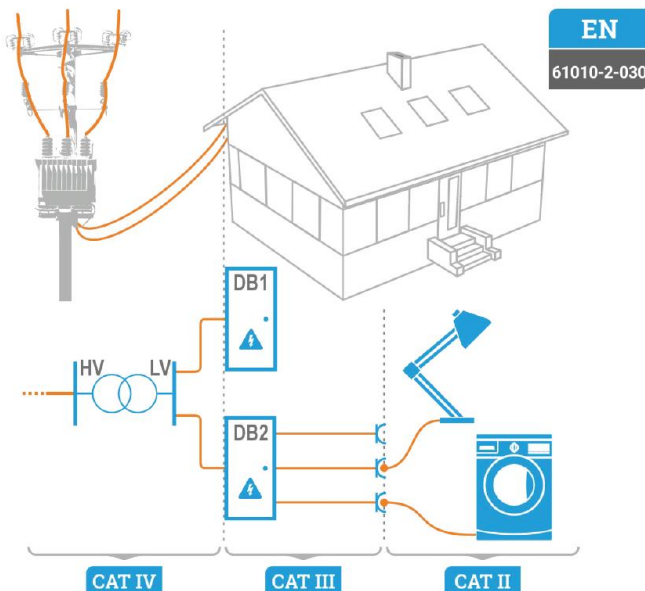 EN
61010-2-030
DB1
HV
LV
DB2
CAT IV
CAT III
CAT II